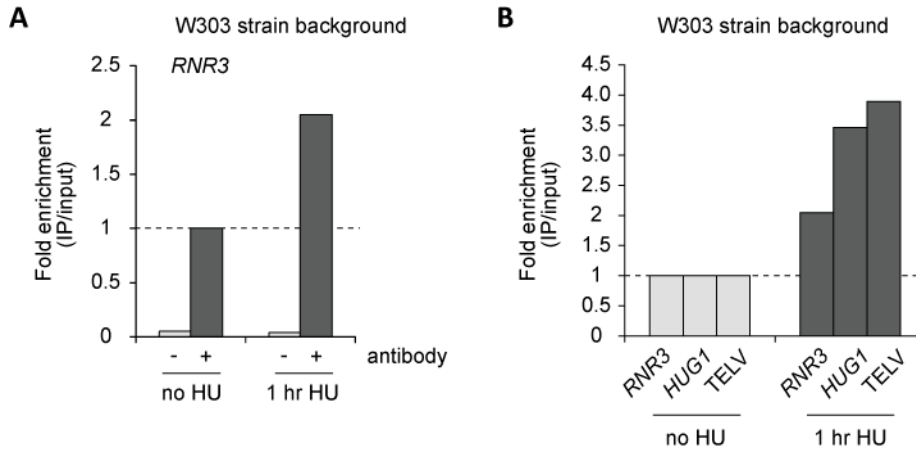 A
W303 strain background
RNR3
Fold enrichment
(IP/input)
2.5
2
1.5
1
0.5
0
- + - + antibody
no HU 1 hr HU
B
W303 strain background
Fold enrichment
(IP/input)
4.0
3.5
3.0
2.5
2
1.5
1
0.5
0
RNR3 HUG1 TELV RNR3 HUG1 TELV
no HU 1 hr HU